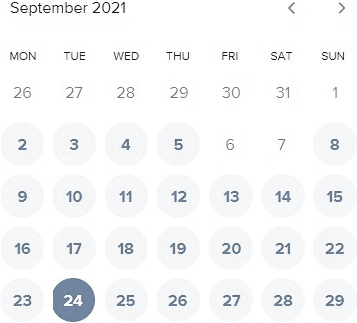 September 2021
MON TUE WED THU FRI SAT SUN
26 27 28 29 30 31 1
2 3 4 5 6 7 8
9 10 11 12 13 14 15
16 17 18 19 20 21 22
23 24 25 26 27 28 29